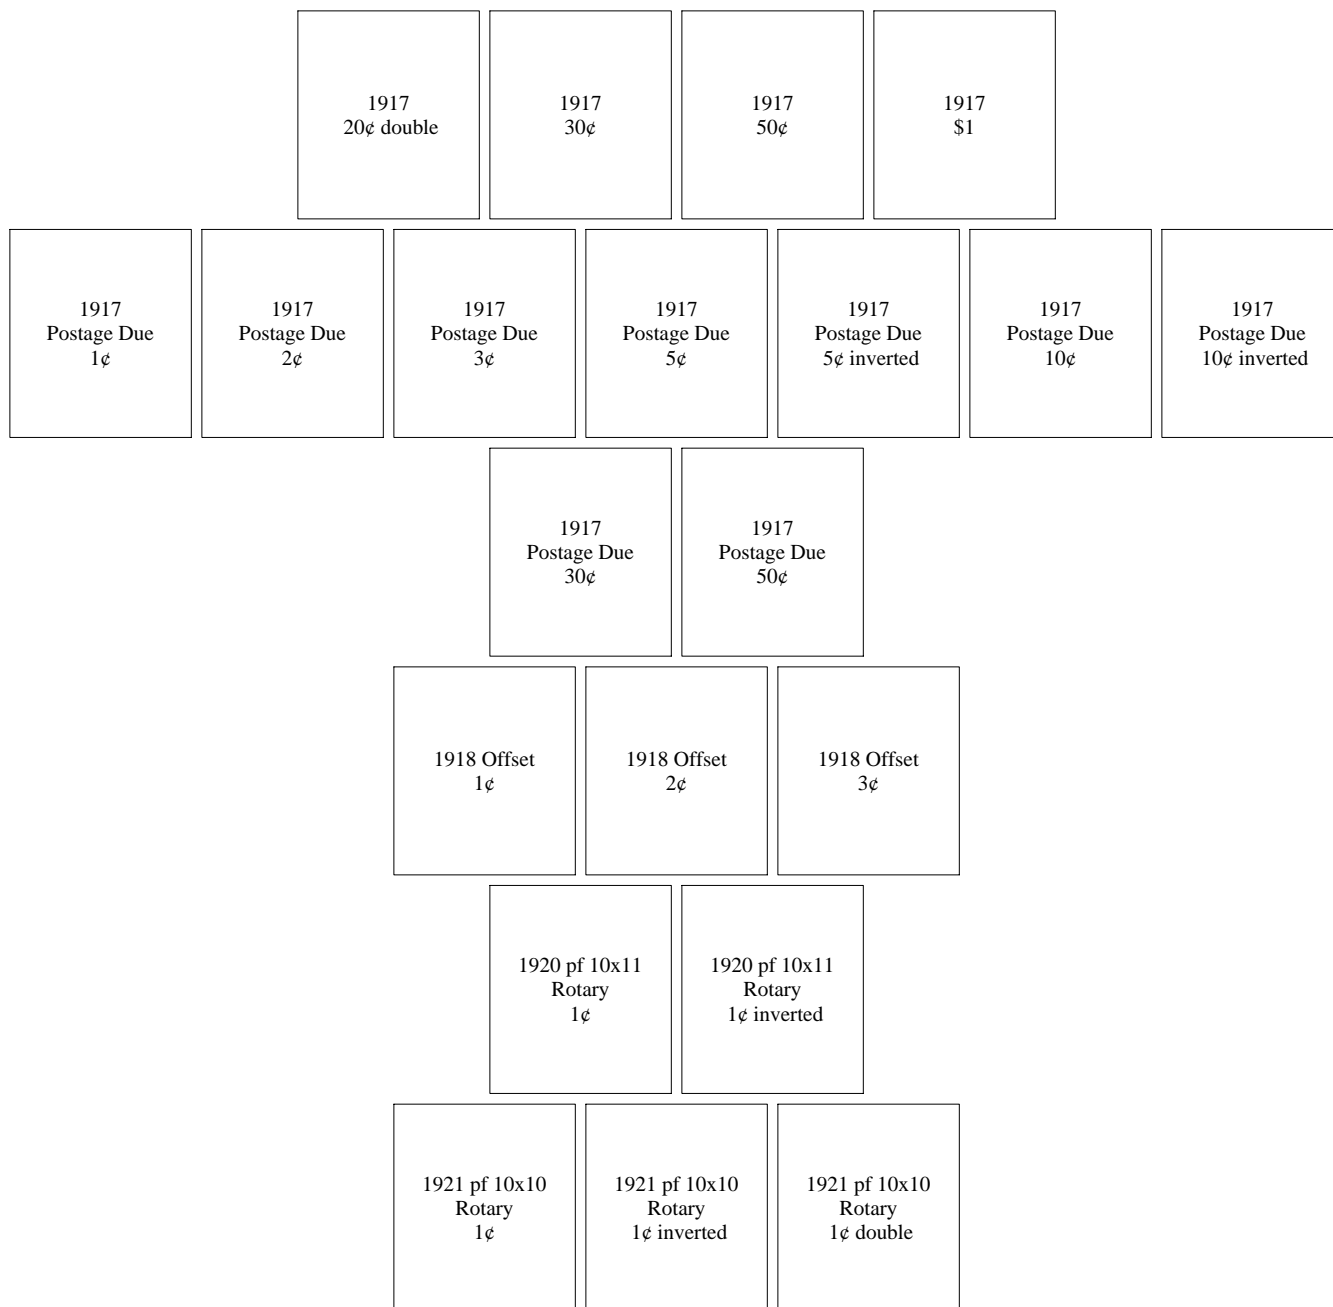 1917
20¢ double
1917
30¢
1917
50¢
1917
$1
1917
Postage Due
1¢
1917
Postage Due
2¢
1917
Postage Due
3¢
1917
Postage Due
5¢
1917
Postage Due
5¢ inverted
1917
Postage Due
10¢
1917
Postage Due
10¢ inverted
1917
Postage Due
30¢
1917
Postage Due
50¢
1918 Offset
1¢
1918 Offset
2¢
1918 Offset
3¢
1920 pf 10x11
Rotary
1¢
1920 pf 10x11
Rotary
1¢ inverted
1921 pf 10x10
Rotary
1¢
1921 pf 10x10
Rotary
1¢ inverted
1921 pf 10x10
Rotary
1¢ double